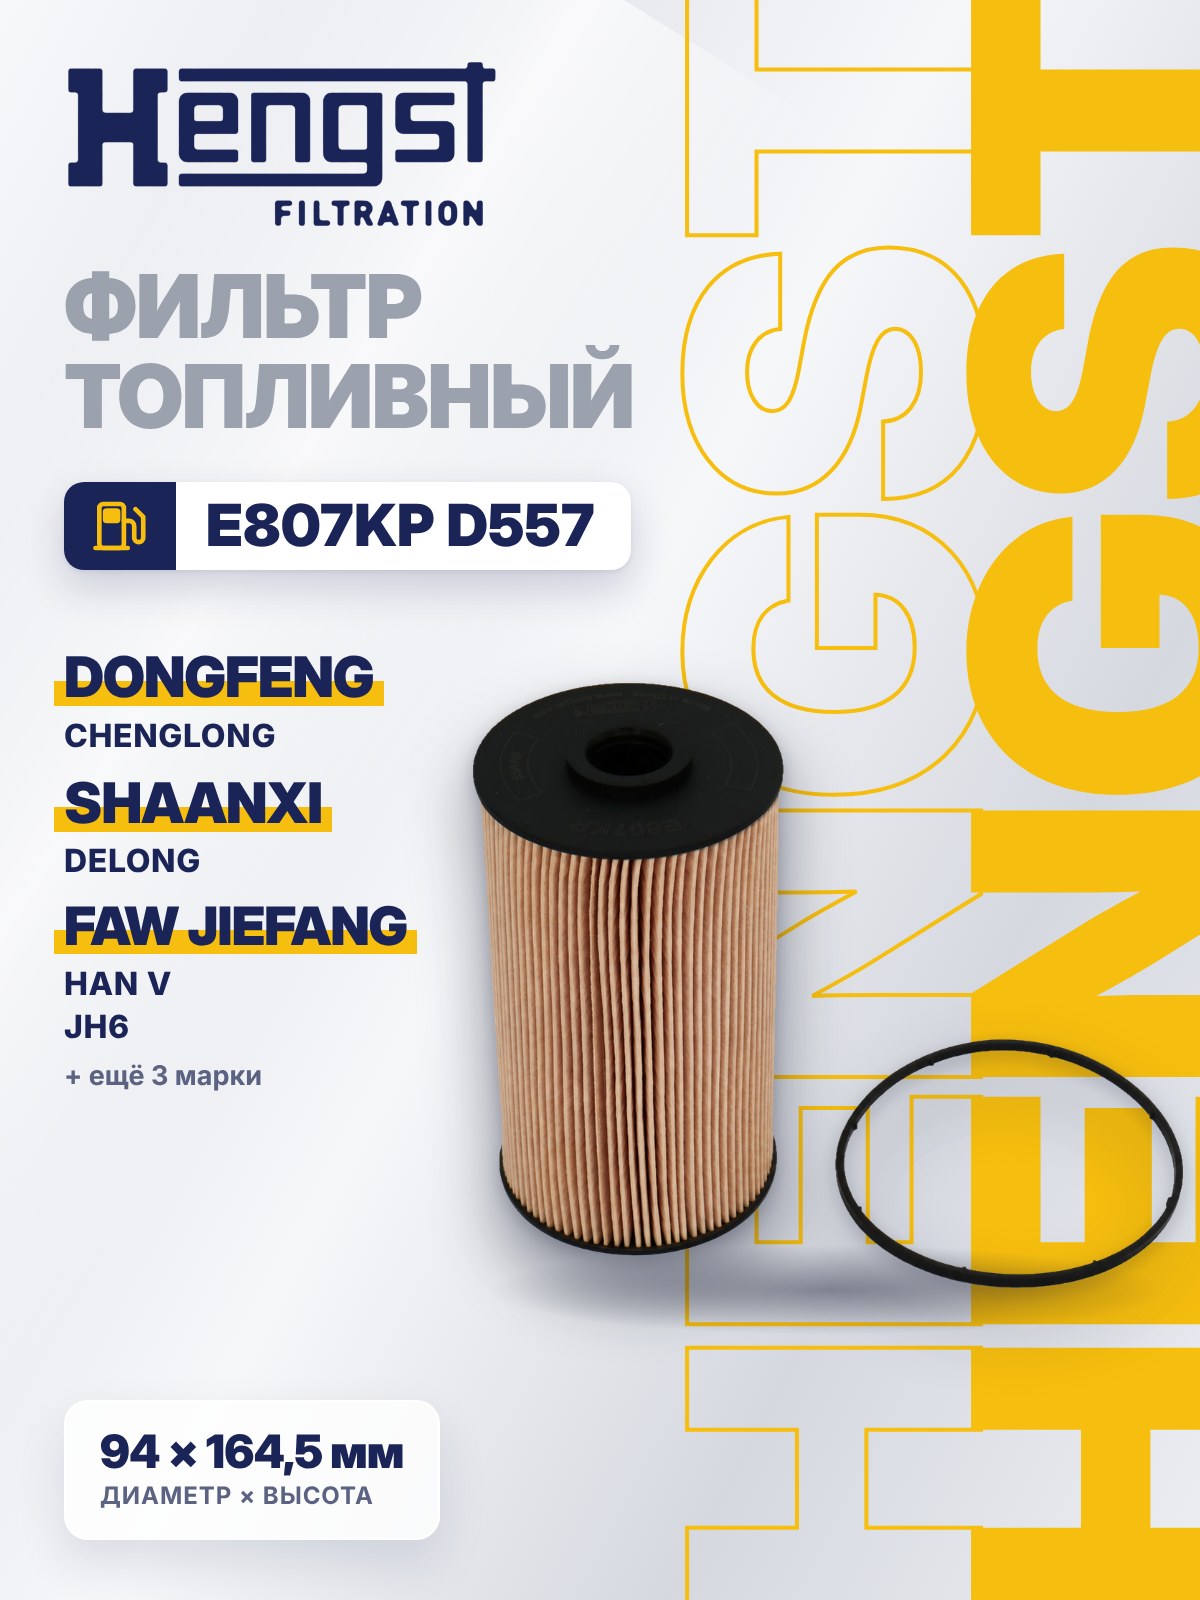 Hengst
FILTRATION
ФИЛЬТР
ТОПЛИВНЫЙ
E807KP D557
DONGFENG
CHENGLONG
SHAANXI
DELONG
FAW JIEFANG
HAN V
JH6
+ ещё 3 марки
94 × 164,5 мм
ДИАМЕТР × ВЫСОТА
HENGST
HENGST